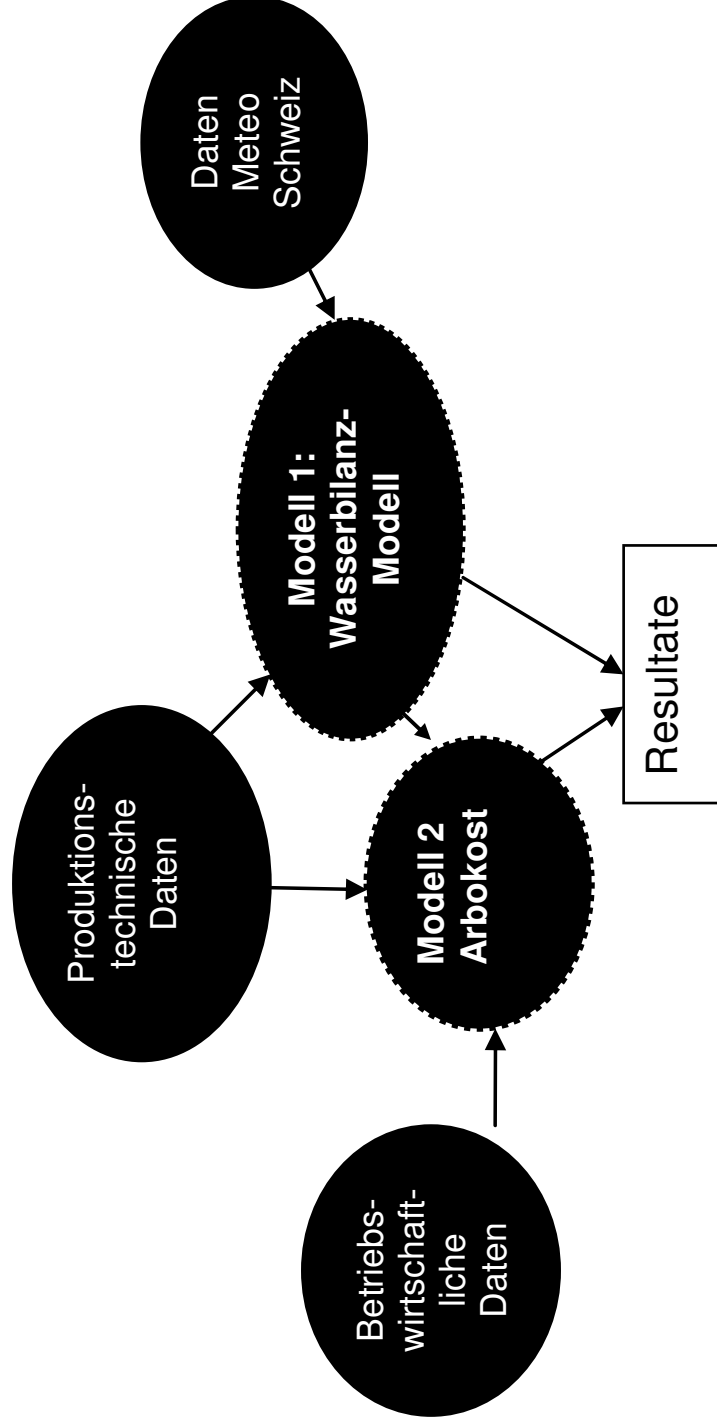 Produktions-
technische
Daten
Daten
Meteo
Schweiz
Modell 1:
Wasserbilanz-
Modell
Betriebs-
wirtschaft-
liche
Daten
Modell 2
Arbokost
Resultate